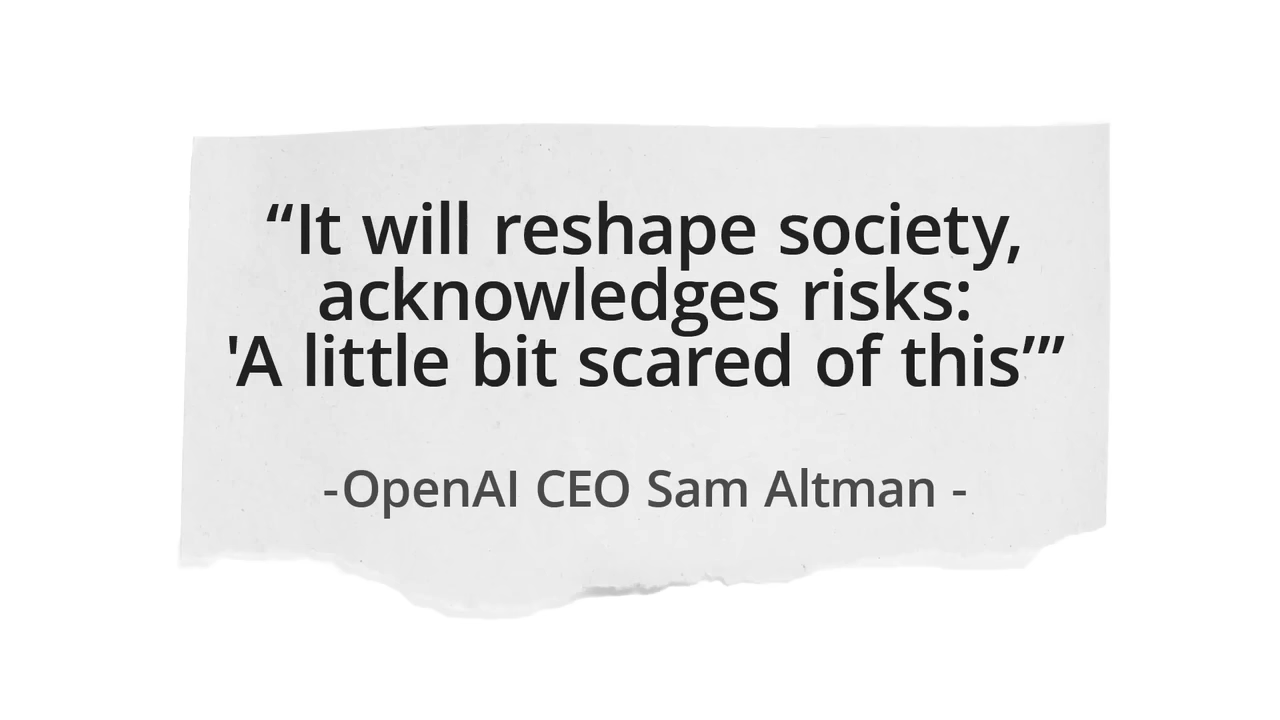 “It will reshape society,
acknowledges risks:
'A little bit scared of this’”
-OpenAI CEO Sam Altman -